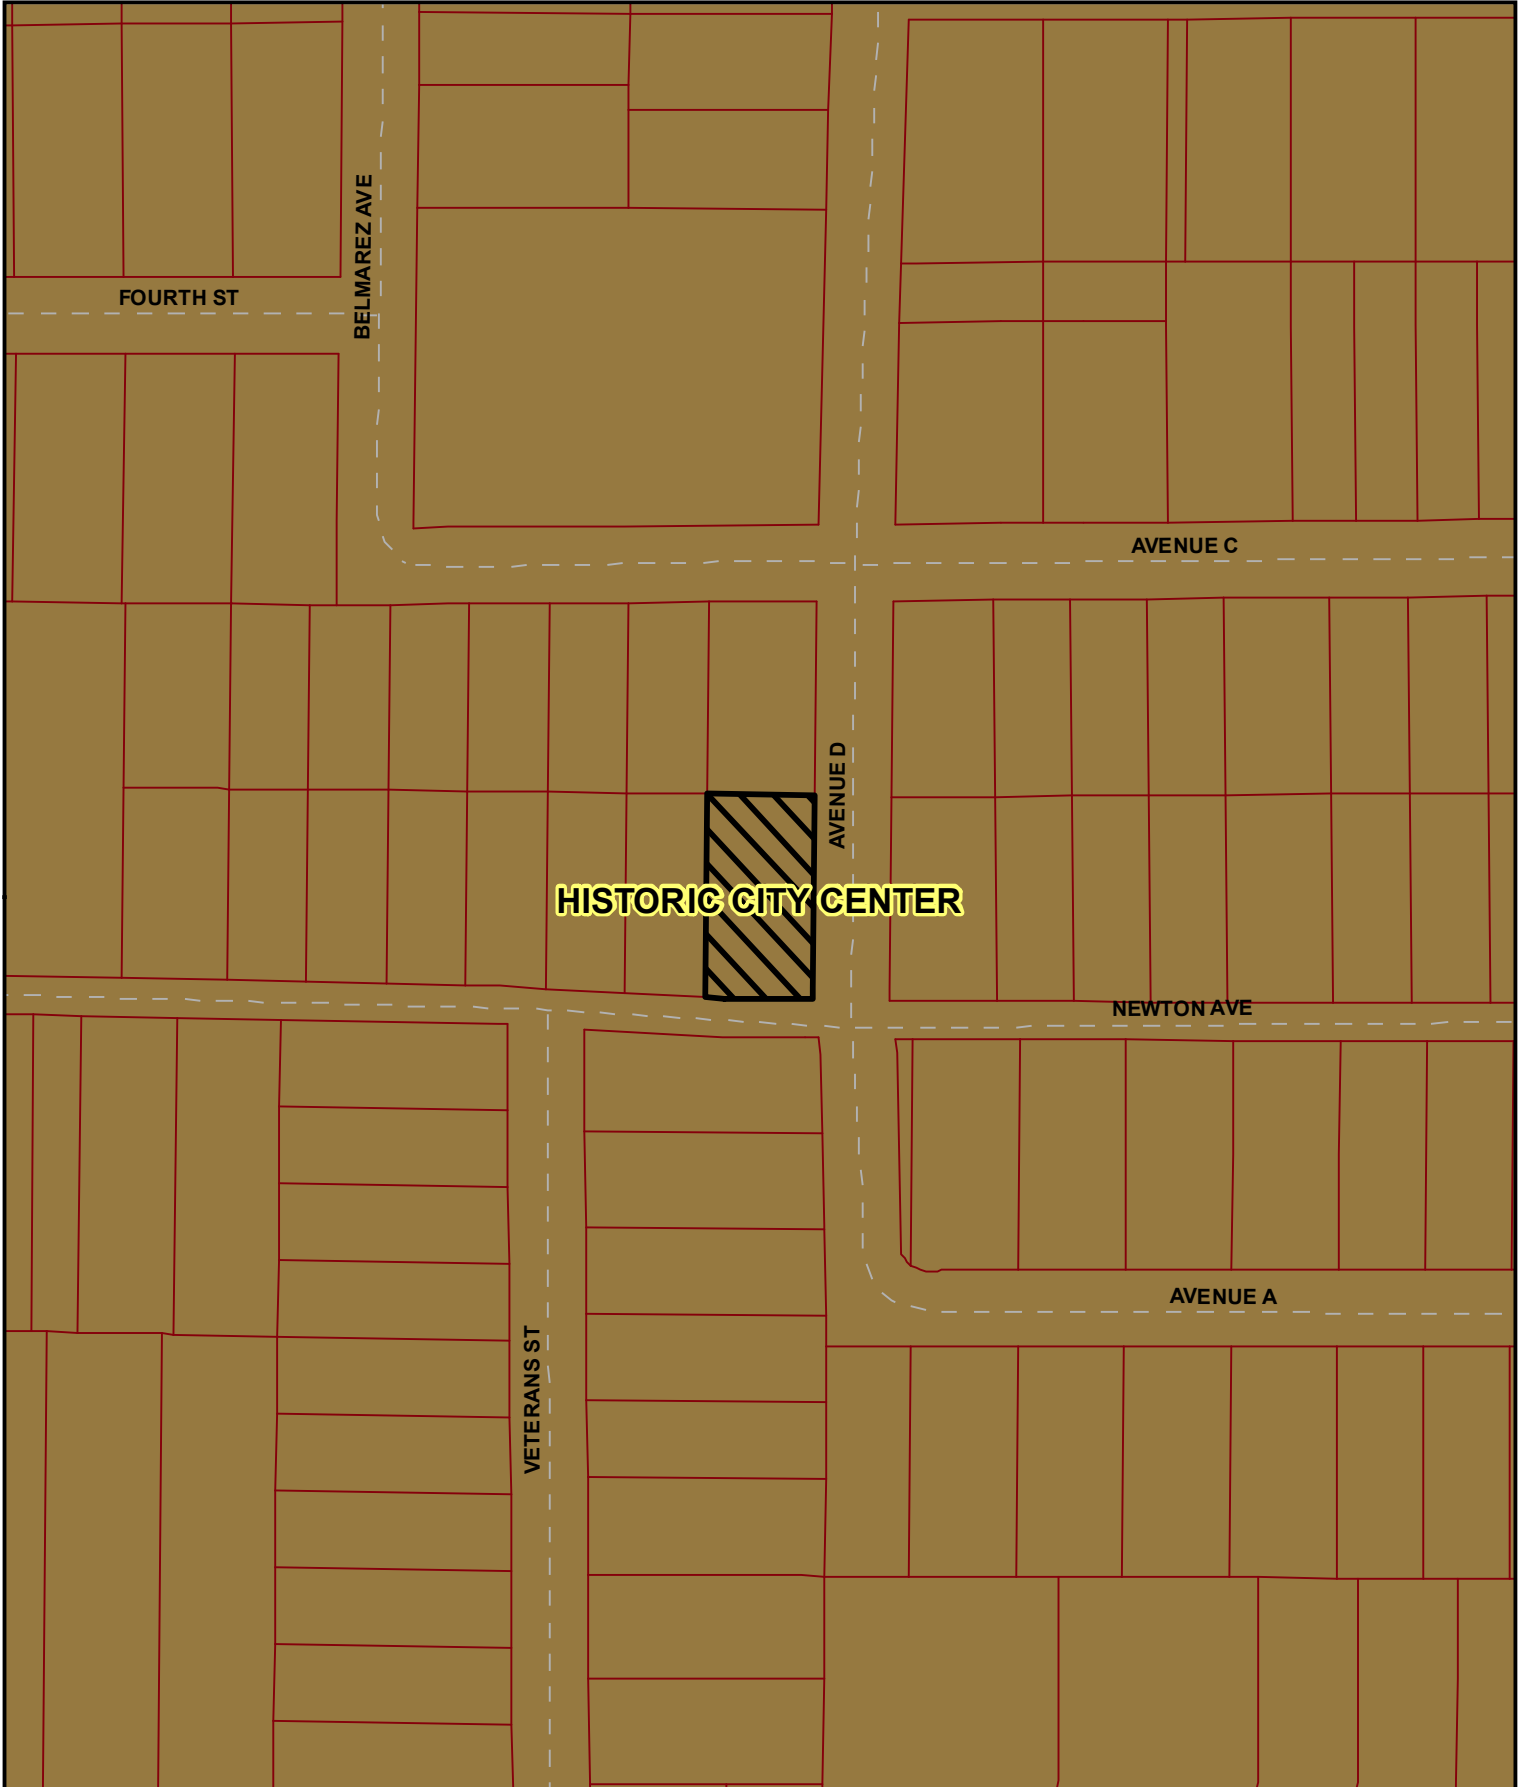 BELMAREZ AVE
FOURTH ST
AVENUE C
AVENUE D
HISTORIC CITY CENTER
NEWTON AVE
AVENUE A
VETERANS ST